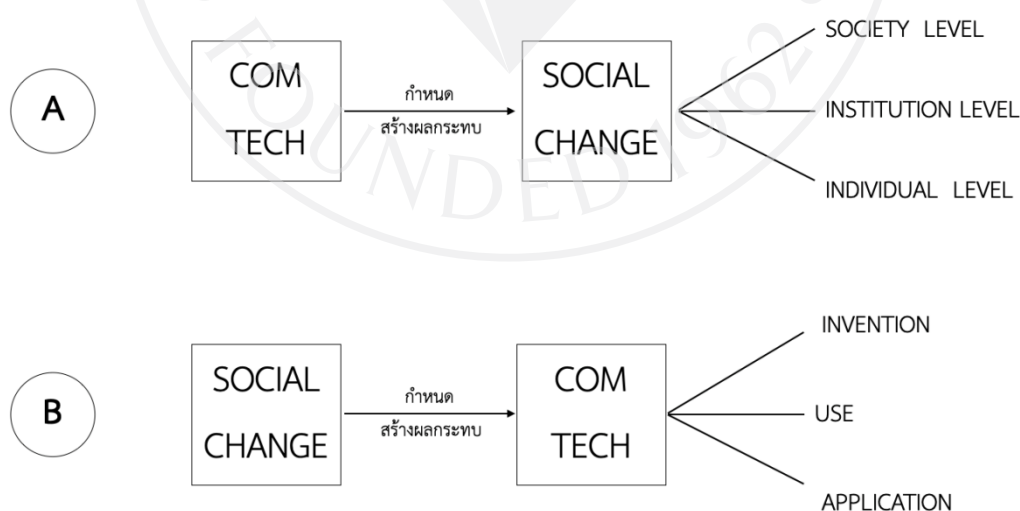 A
COM
TECH
กำหนด
สร้างผลกระทบ
SOCIAL
CHANGE
SOCIETY LEVEL
INSTITUTION LEVEL
INDIVIDUAL LEVEL
FOUNDED 1962
B
SOCIAL
CHANGE
กำหนด
สร้างผลกระทบ
COM
TECH
INVENTION
USE
APPLICATION